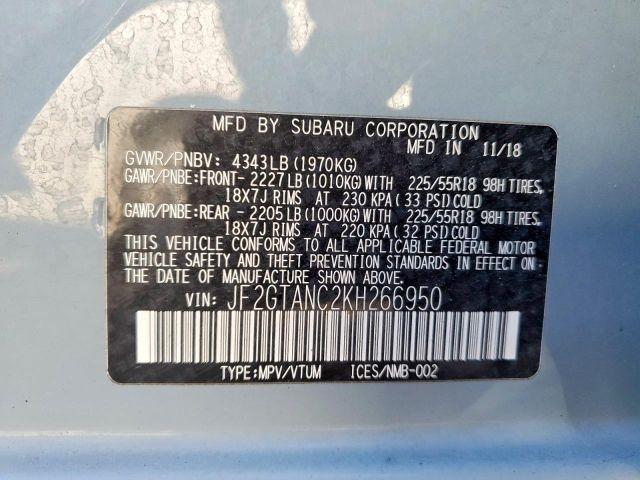 MFD BY SUBARU CORPORATION
MFD IN 11/18
GVWR/PNBV: 4343LB(1970KG)
GAWR/PNBE:FRONT- 2227LB(1010KG)WITH 225/55R18 98H TIRES,
18X7J RIMS AT 230 KPA(33 PSI)COLD
GAWR/PNBE:REAR - 2205LB(1000KG)WITH 225/55R18 98H TIRES,
18X7J RIMS AT 220 KPA(32 PSI)COLD
THIS VEHICLE CONFORMS TO ALL APPLICABLE FEDERAL MOTOR
VEHICLE SAFETY AND THEFT PREVENTION STANDARDS IN EFFECT ON
THE DATE OF MANUFACTURE SHOWN ABOVE.
VIN: JF2GTANC2KH266950
TYPE:MPV/VTUM ICES/NMB-002